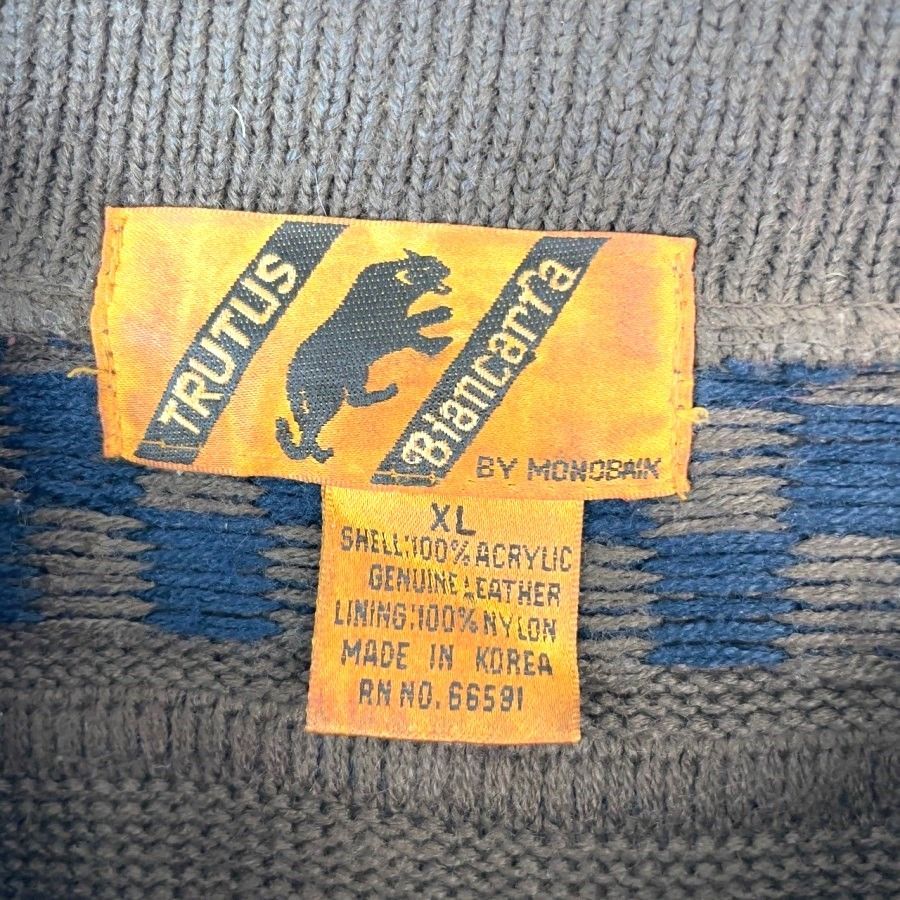 TRUTUS
Biancarra
BY MONOBAIK
XL
SHELL:100% ACRYLIC
GENUINE LEATHER
LINING:100% NYLON
MADE IN KOREA
RN NO. 66591